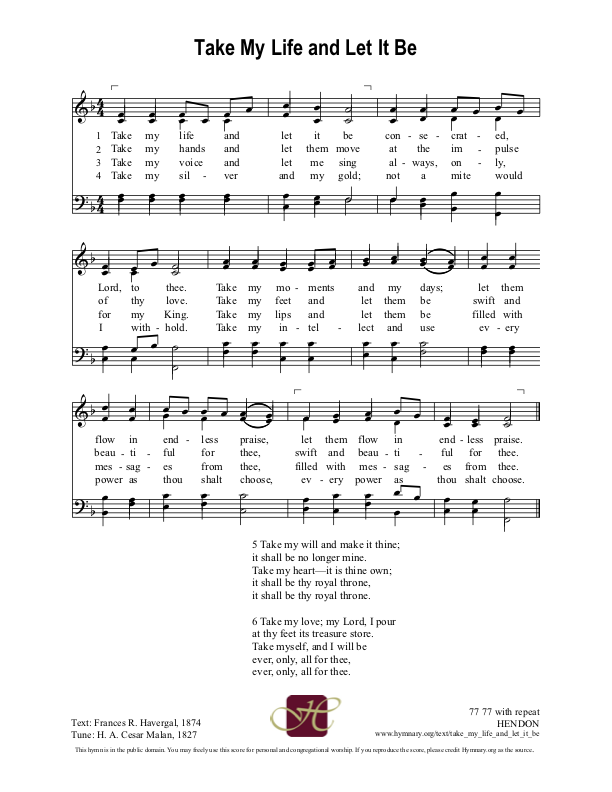 Take My Life and Let It Be
1 Take my life and let it be con - se - crat - ed,
2 Take my hands and let them move at the im - pulse
3 Take my voice and let me sing al - ways, on - ly,
4 Take my sil - ver and my gold; not a mite would
Lord, to thee. Take my mo - ments and my days; let them
of thy love. Take my feet and let them be swift and
for my King. Take my lips and let them be filled with
I with - hold. Take my in - tel - lect and use ev - ery
flow in end - less praise, let them flow in end - less praise.
beau - ti - ful for thee, swift and beau - ti - ful for thee.
mes - sag - es from thee, filled with mes - sag - es from thee.
power as thou shalt choose, ev - ery power as thou shalt choose.
5 Take my will and make it thine;
it shall be no longer mine.
Take my heart—it is thine own;
it shall be thy royal throne,
it shall be thy royal throne.
6 Take my love; my Lord, I pour
at thy feet its treasure store.
Take myself, and I will be
ever, only, all for thee,
ever, only, all for thee.
H
Text: Frances R. Havergal, 1874
Tune: H. A. Cesar Malan, 1827
77 77 with repeat
HENDON
www.hymnary.org/text/take_my_life_and_let_it_be
This hymn is in the public domain. You may freely use this score for personal and congregational worship. If you reproduce the score, please credit Hymnary.org as the source.